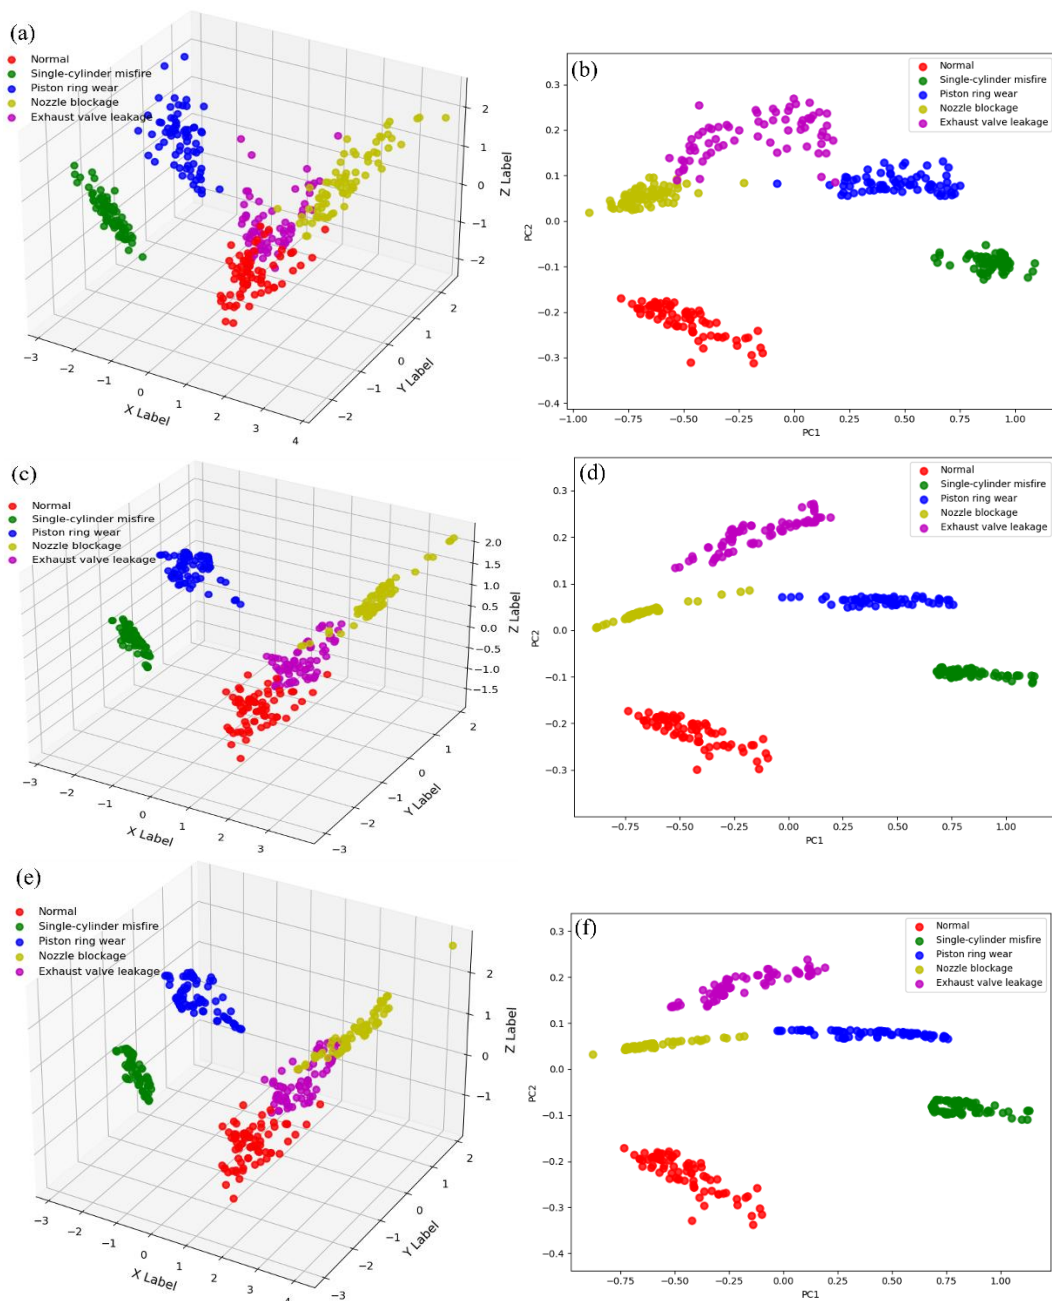 (a)
Normal
Single-cylinder misfire
Piston ring wear
Nozzle blockage
Exhaust valve leakage
2
1
0
−1
−2
Z Label
2
1
0
−1
−2
Y Label
−3
−2
−1
0
1
2
3
4
X Label
(b)
Normal
Single-cylinder misfire
Piston ring wear
Nozzle blockage
Exhaust valve leakage
0.3
0.2
0.1
0.0
−0.1
−0.2
−0.3
−0.4
PC2
−1.00
−0.75
−0.50
−0.25
0.00
0.25
0.50
0.75
1.00
PC1
(c)
Normal
Single-cylinder misfire
Piston ring wear
Nozzle blockage
Exhaust valve leakage
2.0
1.5
1.0
0.5
0.0
−0.5
−1.0
−1.5
Z Label
2
1
0
−1
−2
−3
Y Label
−3
−2
−1
0
1
2
3
X Label
(d)
Normal
Single-cylinder misfire
Piston ring wear
Nozzle blockage
Exhaust valve leakage
0.3
0.2
0.1
0.0
−0.1
−0.2
−0.3
PC2
−0.75
−0.50
−0.25
0.00
0.25
0.50
0.75
1.00
PC1
(e)
Normal
Single-cylinder misfire
Piston ring wear
Nozzle blockage
Exhaust valve leakage
2
1
0
−1
Z Label
2
1
0
−1
−2
−3
Y Label
−3
−2
−1
0
1
2
3
4
X Label
(f)
Normal
Single-cylinder misfire
Piston ring wear
Nozzle blockage
Exhaust valve leakage
0.3
0.2
0.1
0.0
−0.1
−0.2
−0.3
−0.4
PC2
−0.75
−0.50
−0.25
0.00
0.25
0.50
0.75
1.00
PC1